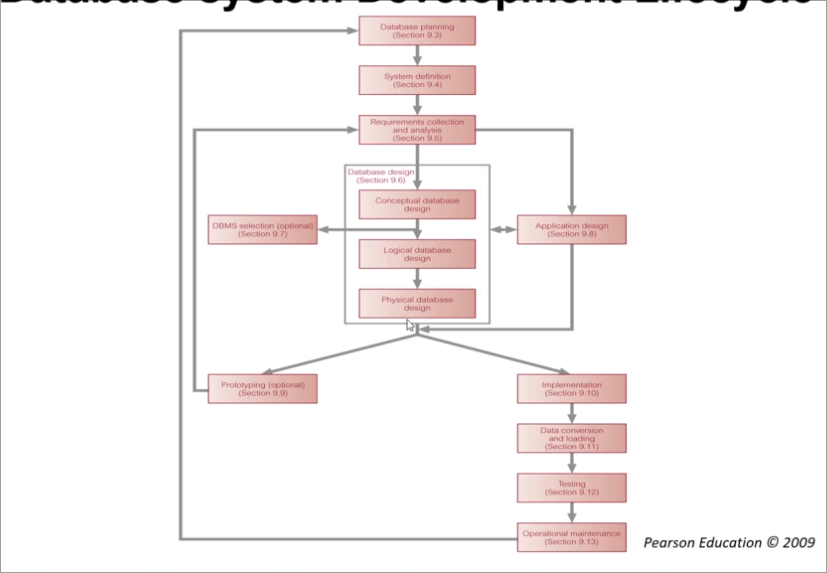 Database System Development Lifecycle
Database planning
(Section 9.3)
System definition
(Section 9.4)
Requirements collection
and analysis
(Section 9.5)
Database design
(Section 9.6)
Conceptual database
design
DBMS selection (optional)
(Section 9.7)
Application design
(Section 9.8)
Logical database
design
Physical database
design
Prototyping (optional)
(Section 9.9)
Implementation
(Section 9.10)
Data conversion
and loading
(Section 9.11)
Testing
(Section 9.12)
Operational maintenance
(Section 9.13)
Pearson Education © 2009